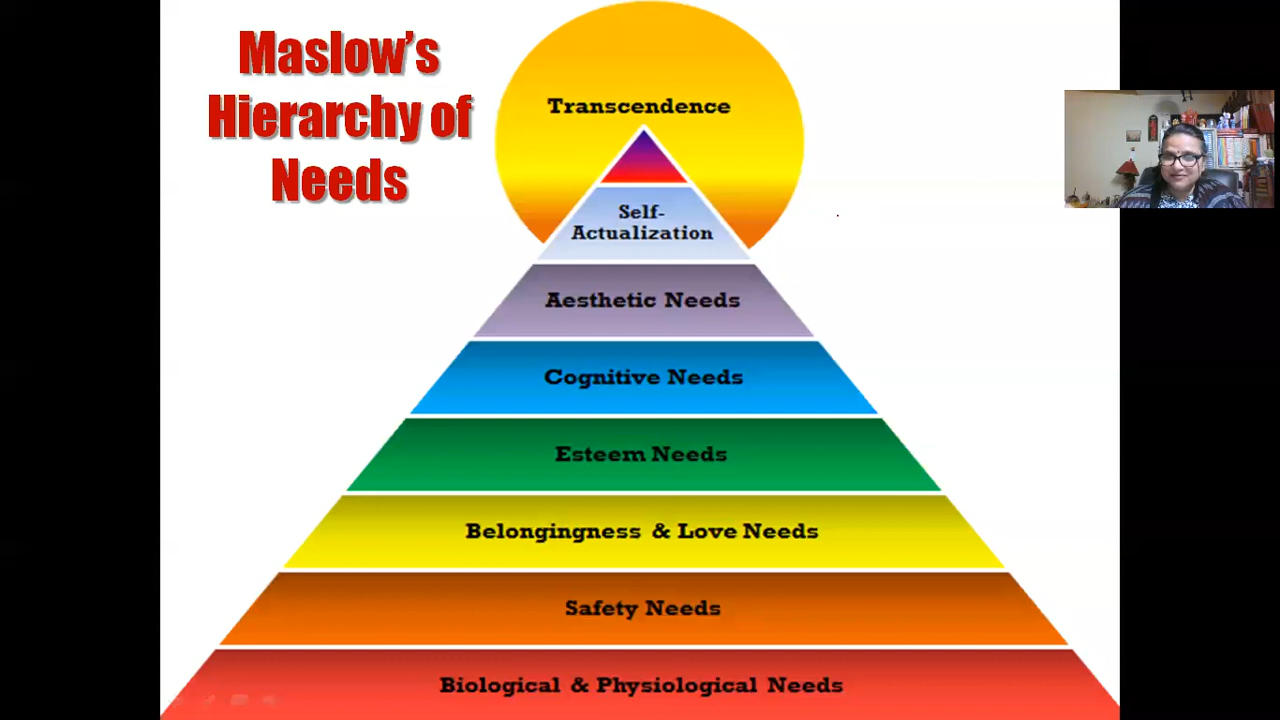 Maslow's
Hierarchy of
Needs
Transcendence
Self-
Actualization
Aesthetic Needs
Cognitive Needs
Esteem Needs
Belongingness & Love Needs
Safety Needs
Biological & Physiological Needs